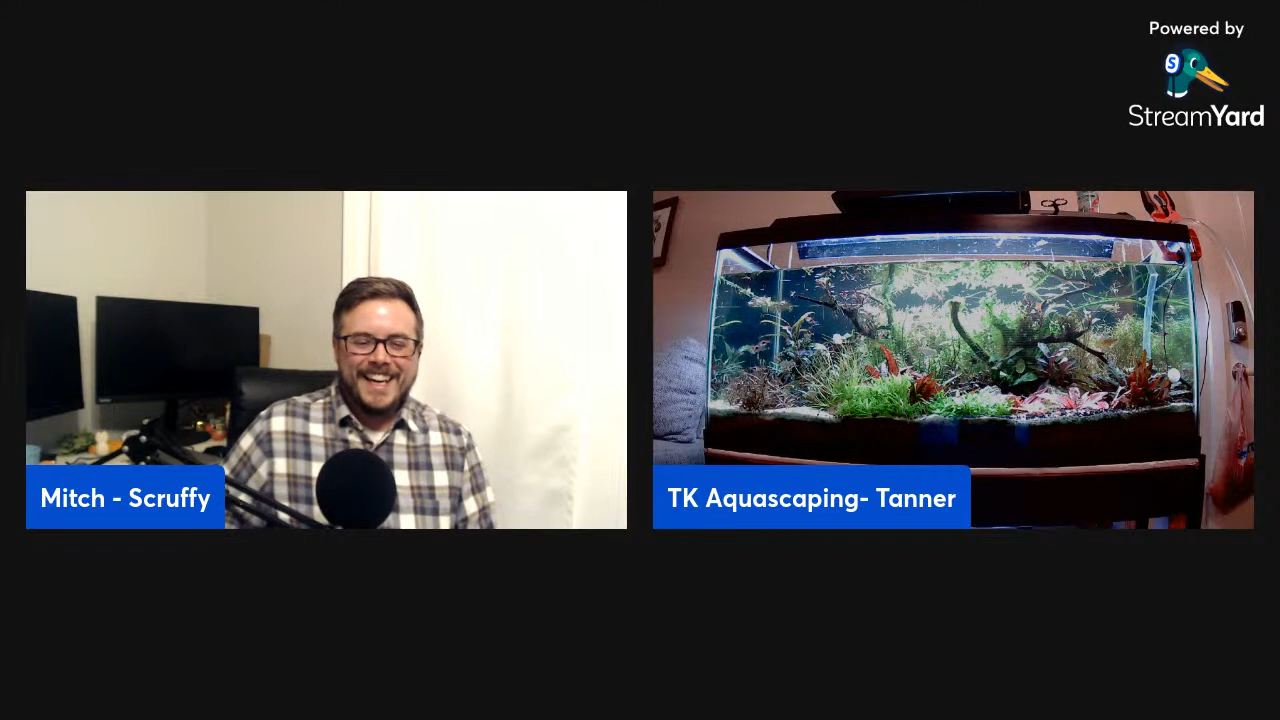 Powered by
S
StreamYard
Mitch - Scruffy
TK Aquascaping- Tanner